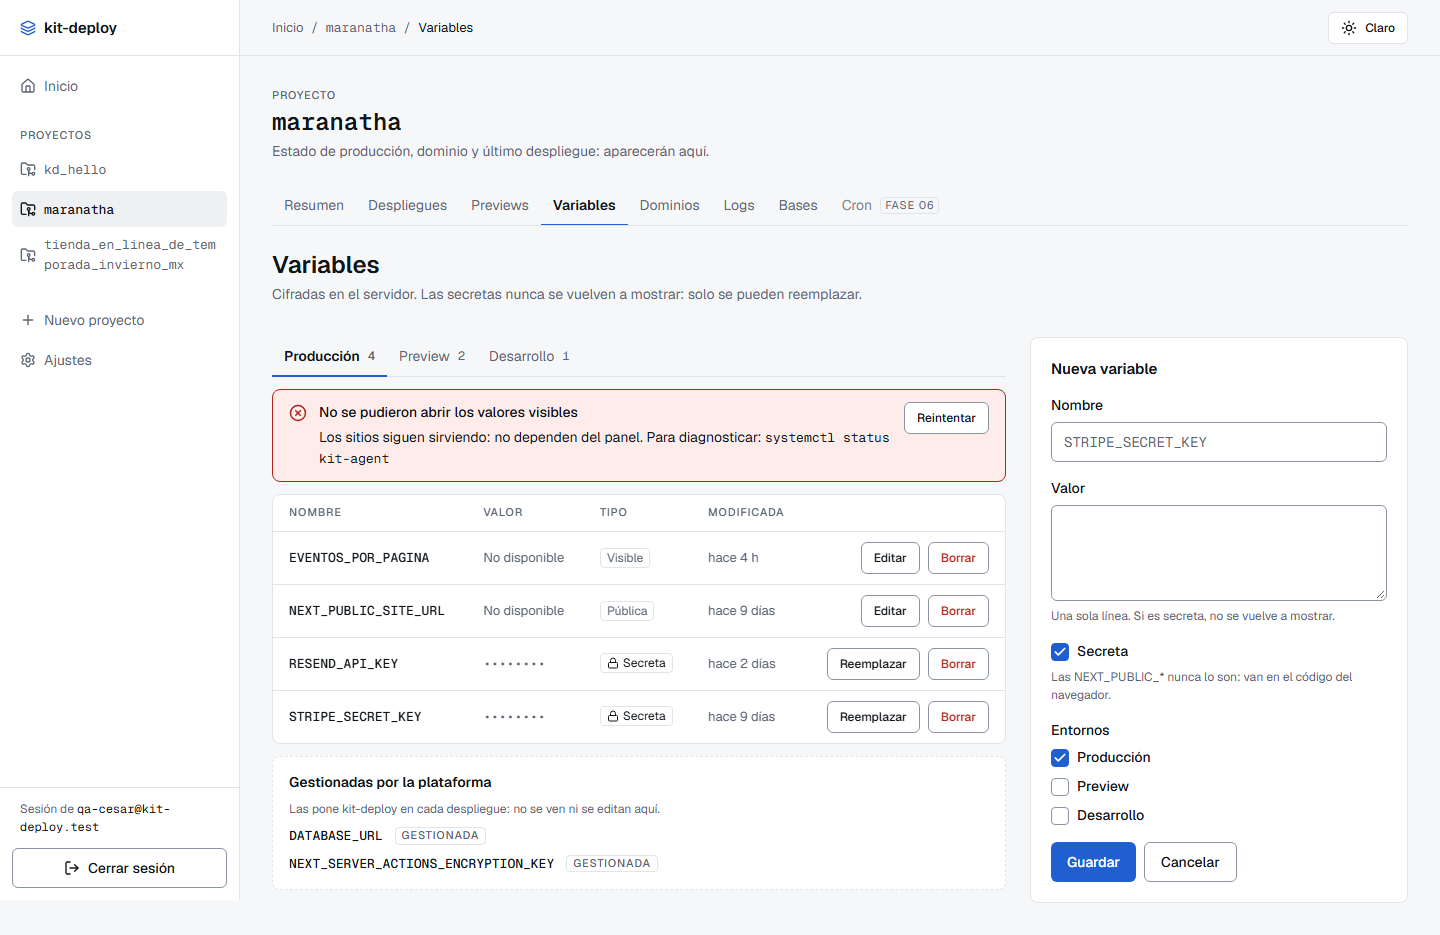 kit-deploy
Inicio / maranatha / Variables
Claro
Inicio
PROYECTOS
kd_hello
maranatha
tienda_en_linea_de_tem
porada_invierno_mx
Nuevo proyecto
Ajustes
Sesión de qa-cesar@kit-
deploy.test
Cerrar sesión
PROYECTO
maranatha
Estado de producción, dominio y último despliegue: aparecerán aquí.
Resumen Despliegues Previews Variables Dominios Logs Bases Cron FASE 06
Variables
Cifradas en el servidor. Las secretas nunca se vuelven a mostrar: solo se pueden reemplazar.
Producción 4 Preview 2 Desarrollo 1
No se pudieron abrir los valores visibles
Los sitios siguen sirviendo: no dependen del panel. Para diagnosticar: systemctl status
kit-agent
Reintentar
NOMBRE VALOR TIPO MODIFICADA
EVENTOS_POR_PAGINA No disponible Visible hace 4 h Editar Borrar
NEXT_PUBLIC_SITE_URL No disponible Pública hace 9 días Editar Borrar
RESEND_API_KEY •••••••• Secreta hace 2 días Reemplazar Borrar
STRIPE_SECRET_KEY •••••••• Secreta hace 9 días Reemplazar Borrar
Gestionadas por la plataforma
Las pone kit-deploy en cada despliegue: no se ven ni se editan aquí.
DATABASE_URL GESTIONADA
NEXT_SERVER_ACTIONS_ENCRYPTION_KEY GESTIONADA
Nueva variable
Nombre
STRIPE_SECRET_KEY
Valor
Una sola línea. Si es secreta, no se vuelve a mostrar.
Secreta
Las NEXT_PUBLIC_* nunca lo son: van en el código del
navegador.
Entornos
Producción
Preview
Desarrollo
Guardar Cancelar